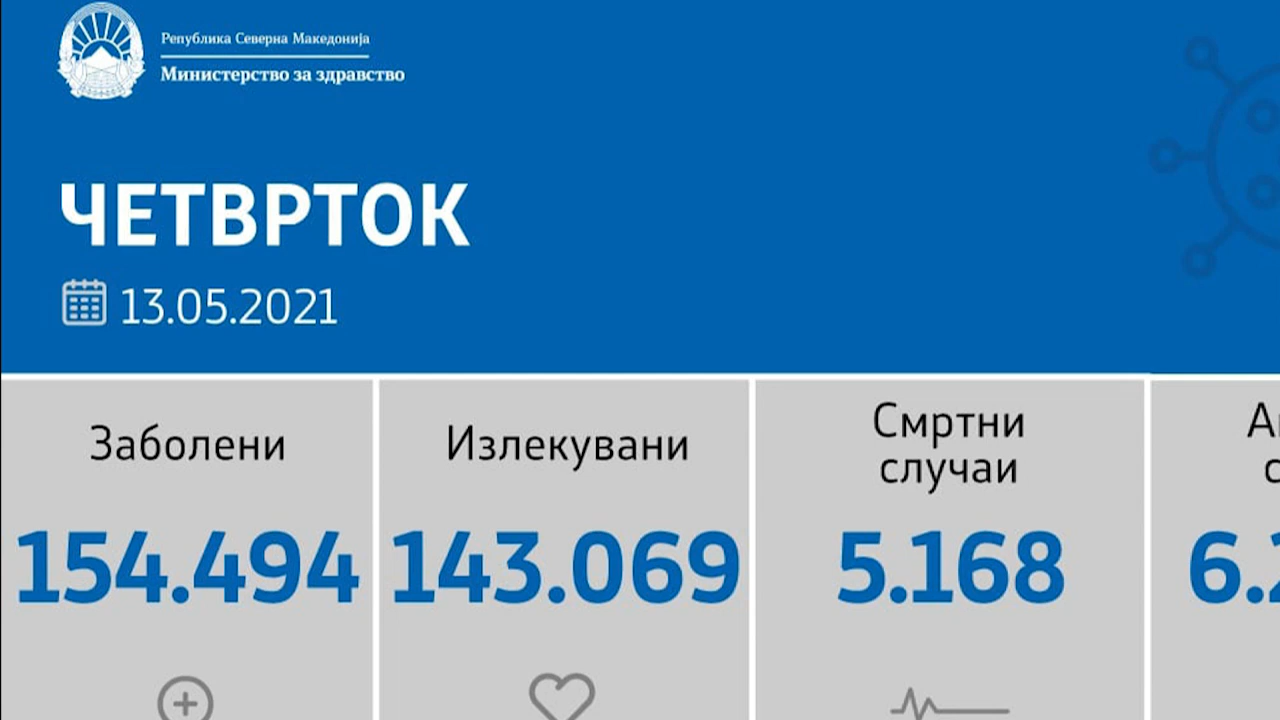 Република Северна Македонија
Министерство за здравство
ЧЕТВРТОК
13.05.2021
Заболени
Излекувани
Смртни
случаи
154.494
143.069
5.168